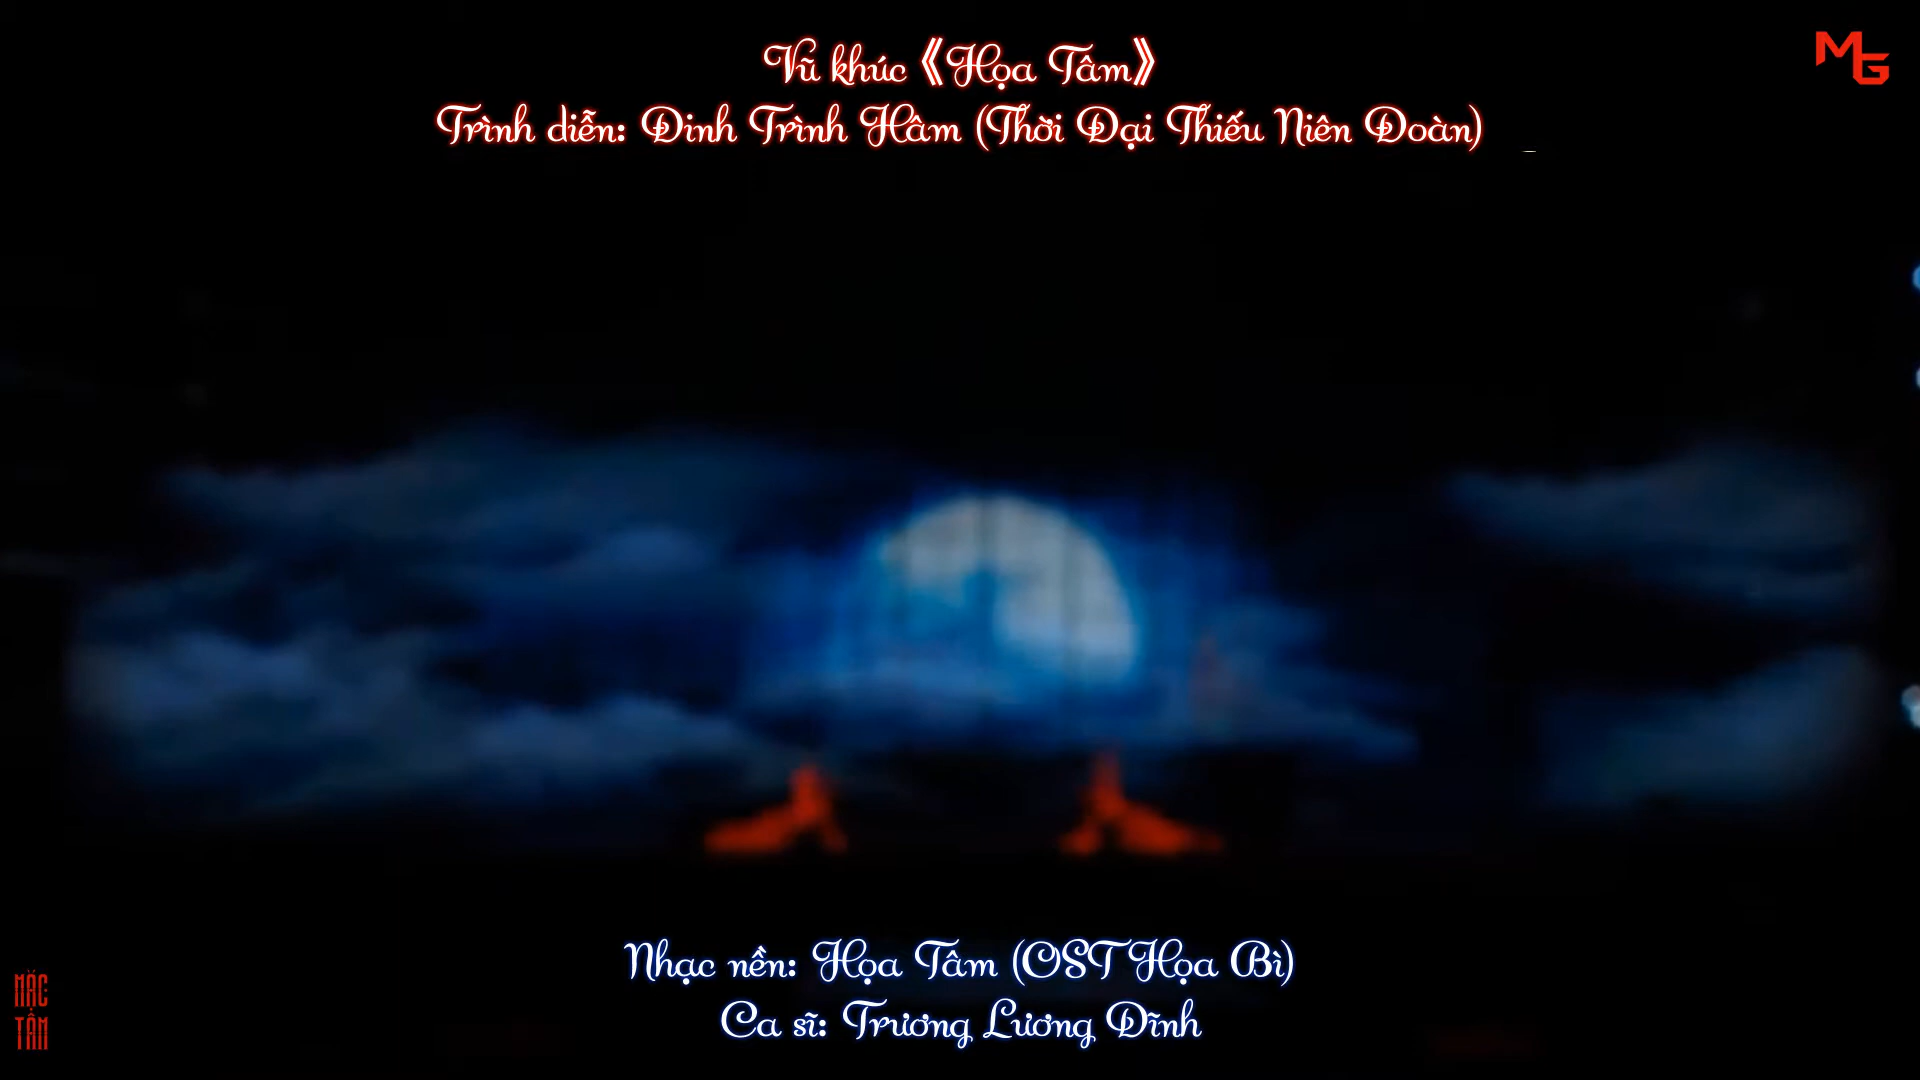 Vũ khúc《Họa Tâm》
MG
Trình diễn: Đinh Trình Hâm (Thời Đại Thiếu Niên Đoàn)
Nhạc nền: Họa Tâm (OST Họa Bì)
Ca sĩ: Trương Lương Dĩnh
MẶC
TÂM